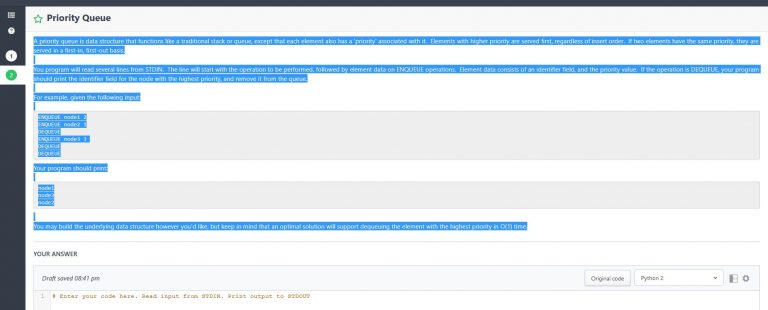 Priority Queue
A priority queue is data structure that functions like a traditional stack or queue, except that each element also has a 'priority' associated with it. Elements with higher priority are served first, regardless of insert order. If two elements have the same priority, they are
served in a first-in, first-out basis.
You program will read several lines from STDIN. The line will start with the operation to be performed, followed by element data on ENQUEUE operations. Element data consists of an identifier field, and the priority value. If the operation is DEQUEUE, your program
should print the identifier field for the node with the highest priority, and remove it from the queue.
For example, given the following input:
ENQUEUE node1 2
ENQUEUE node2 1
DEQUEUE
ENQUEUE node3 3
DEQUEUE
DEQUEUE
Your program should print:
node1
node3
node2
You may build the underlying data structure however you'd like, but keep in mind that an optimal solution will support dequeuing the element with the highest priority in O(1) time.
YOUR ANSWER
Draft saved 08:41 pm
Original code
Python 2
1 # Enter your code here. Read input from STDIN. Print output to STDOUT
1
2